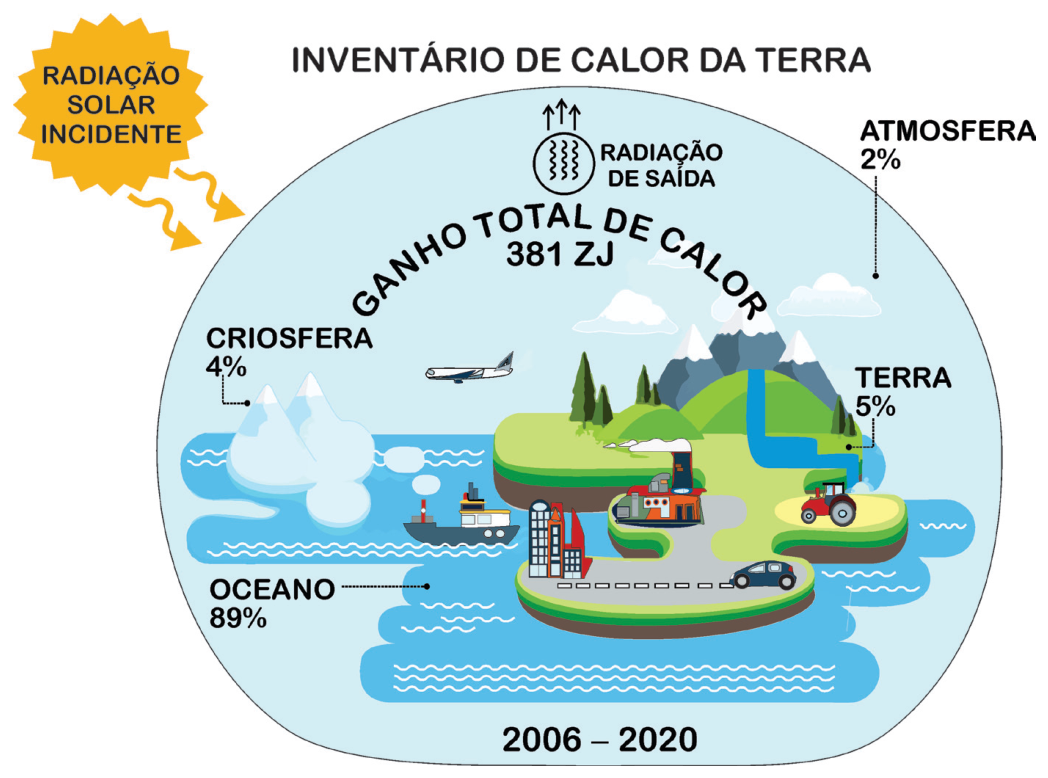 RADIAÇÃO
SOLAR
INCIDENTE
INVENTÁRIO DE CALOR DA TERRA
ATMOSFERA
2%
RADIAÇÃO
DE SAÍDA
GANHO TOTAL DE CALOR
381 ZJ
CRIOSFERA
4%
TERRA
5%
OCEANO
89%
2006 – 2020